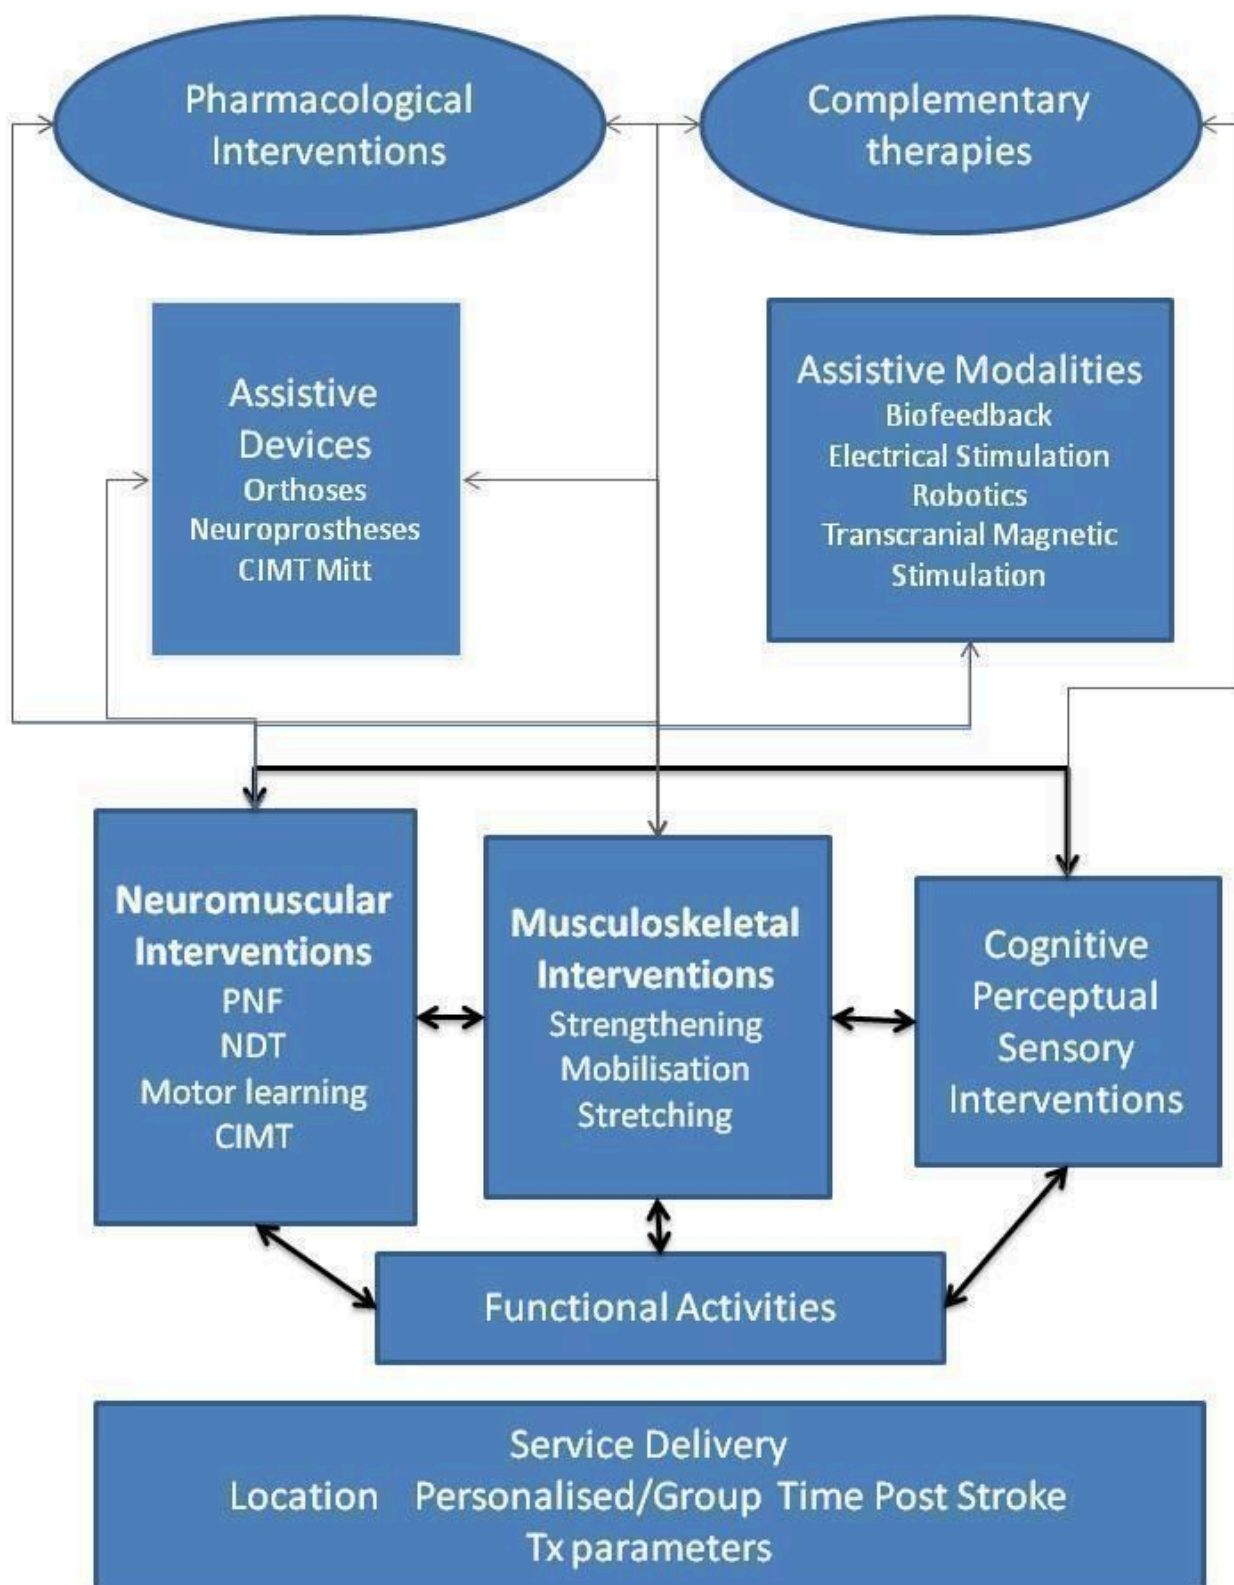 Pharmacological
Interventions
Complementary
therapies
Assistive
Devices
Orthoses
Neuroprostheses
CIMT Mitt
Assistive Modalities
Biofeedback
Electrical Stimulation
Robotics
Transcranial Magnetic
Stimulation
Neuromuscular
Interventions
PNF
NDT
Motor learning
CIMT
Musculoskeletal
Interventions
Strengthening
Mobilisation
Stretching
Cognitive
Perceptual
Sensory
Interventions
Functional Activities
Service Delivery
Location Personalised/Group Time Post Stroke
Tx parameters